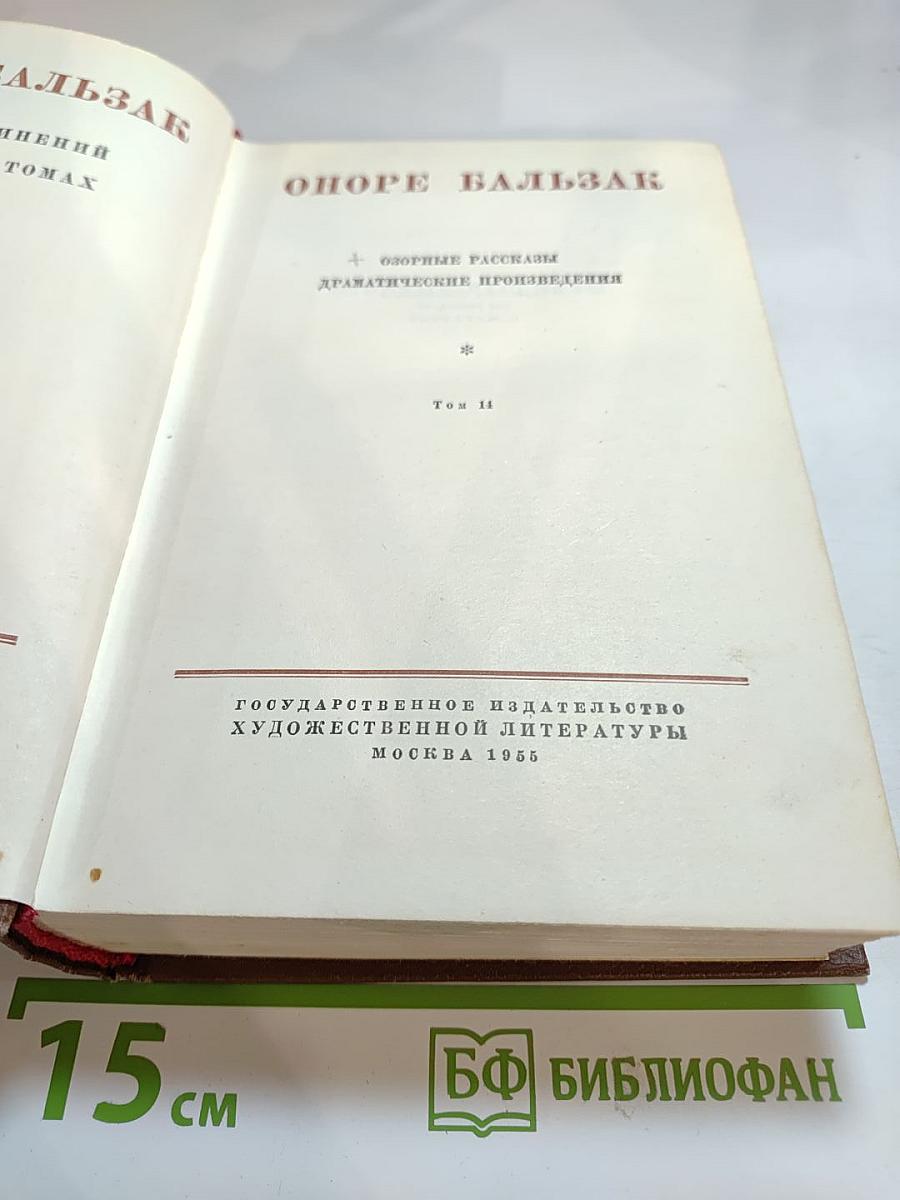 БАЛЬЗАК
ИНЕНИЙ
ТОМАХ
ОНОРЕ БАЛЬЗАК
ОЗОРНЫЕ РАССКАЗЫ
ДРАМАТИЧЕСКИЕ ПРОИЗВЕДЕНИЯ
*
Том 14
ГОСУДАРСТВЕННОЕ ИЗДАТЕЛЬСТВО
ХУДОЖЕСТВЕННОЙ ЛИТЕРАТУРЫ
МОСКВА 1955
15 см
БФ БИБЛИОФАН